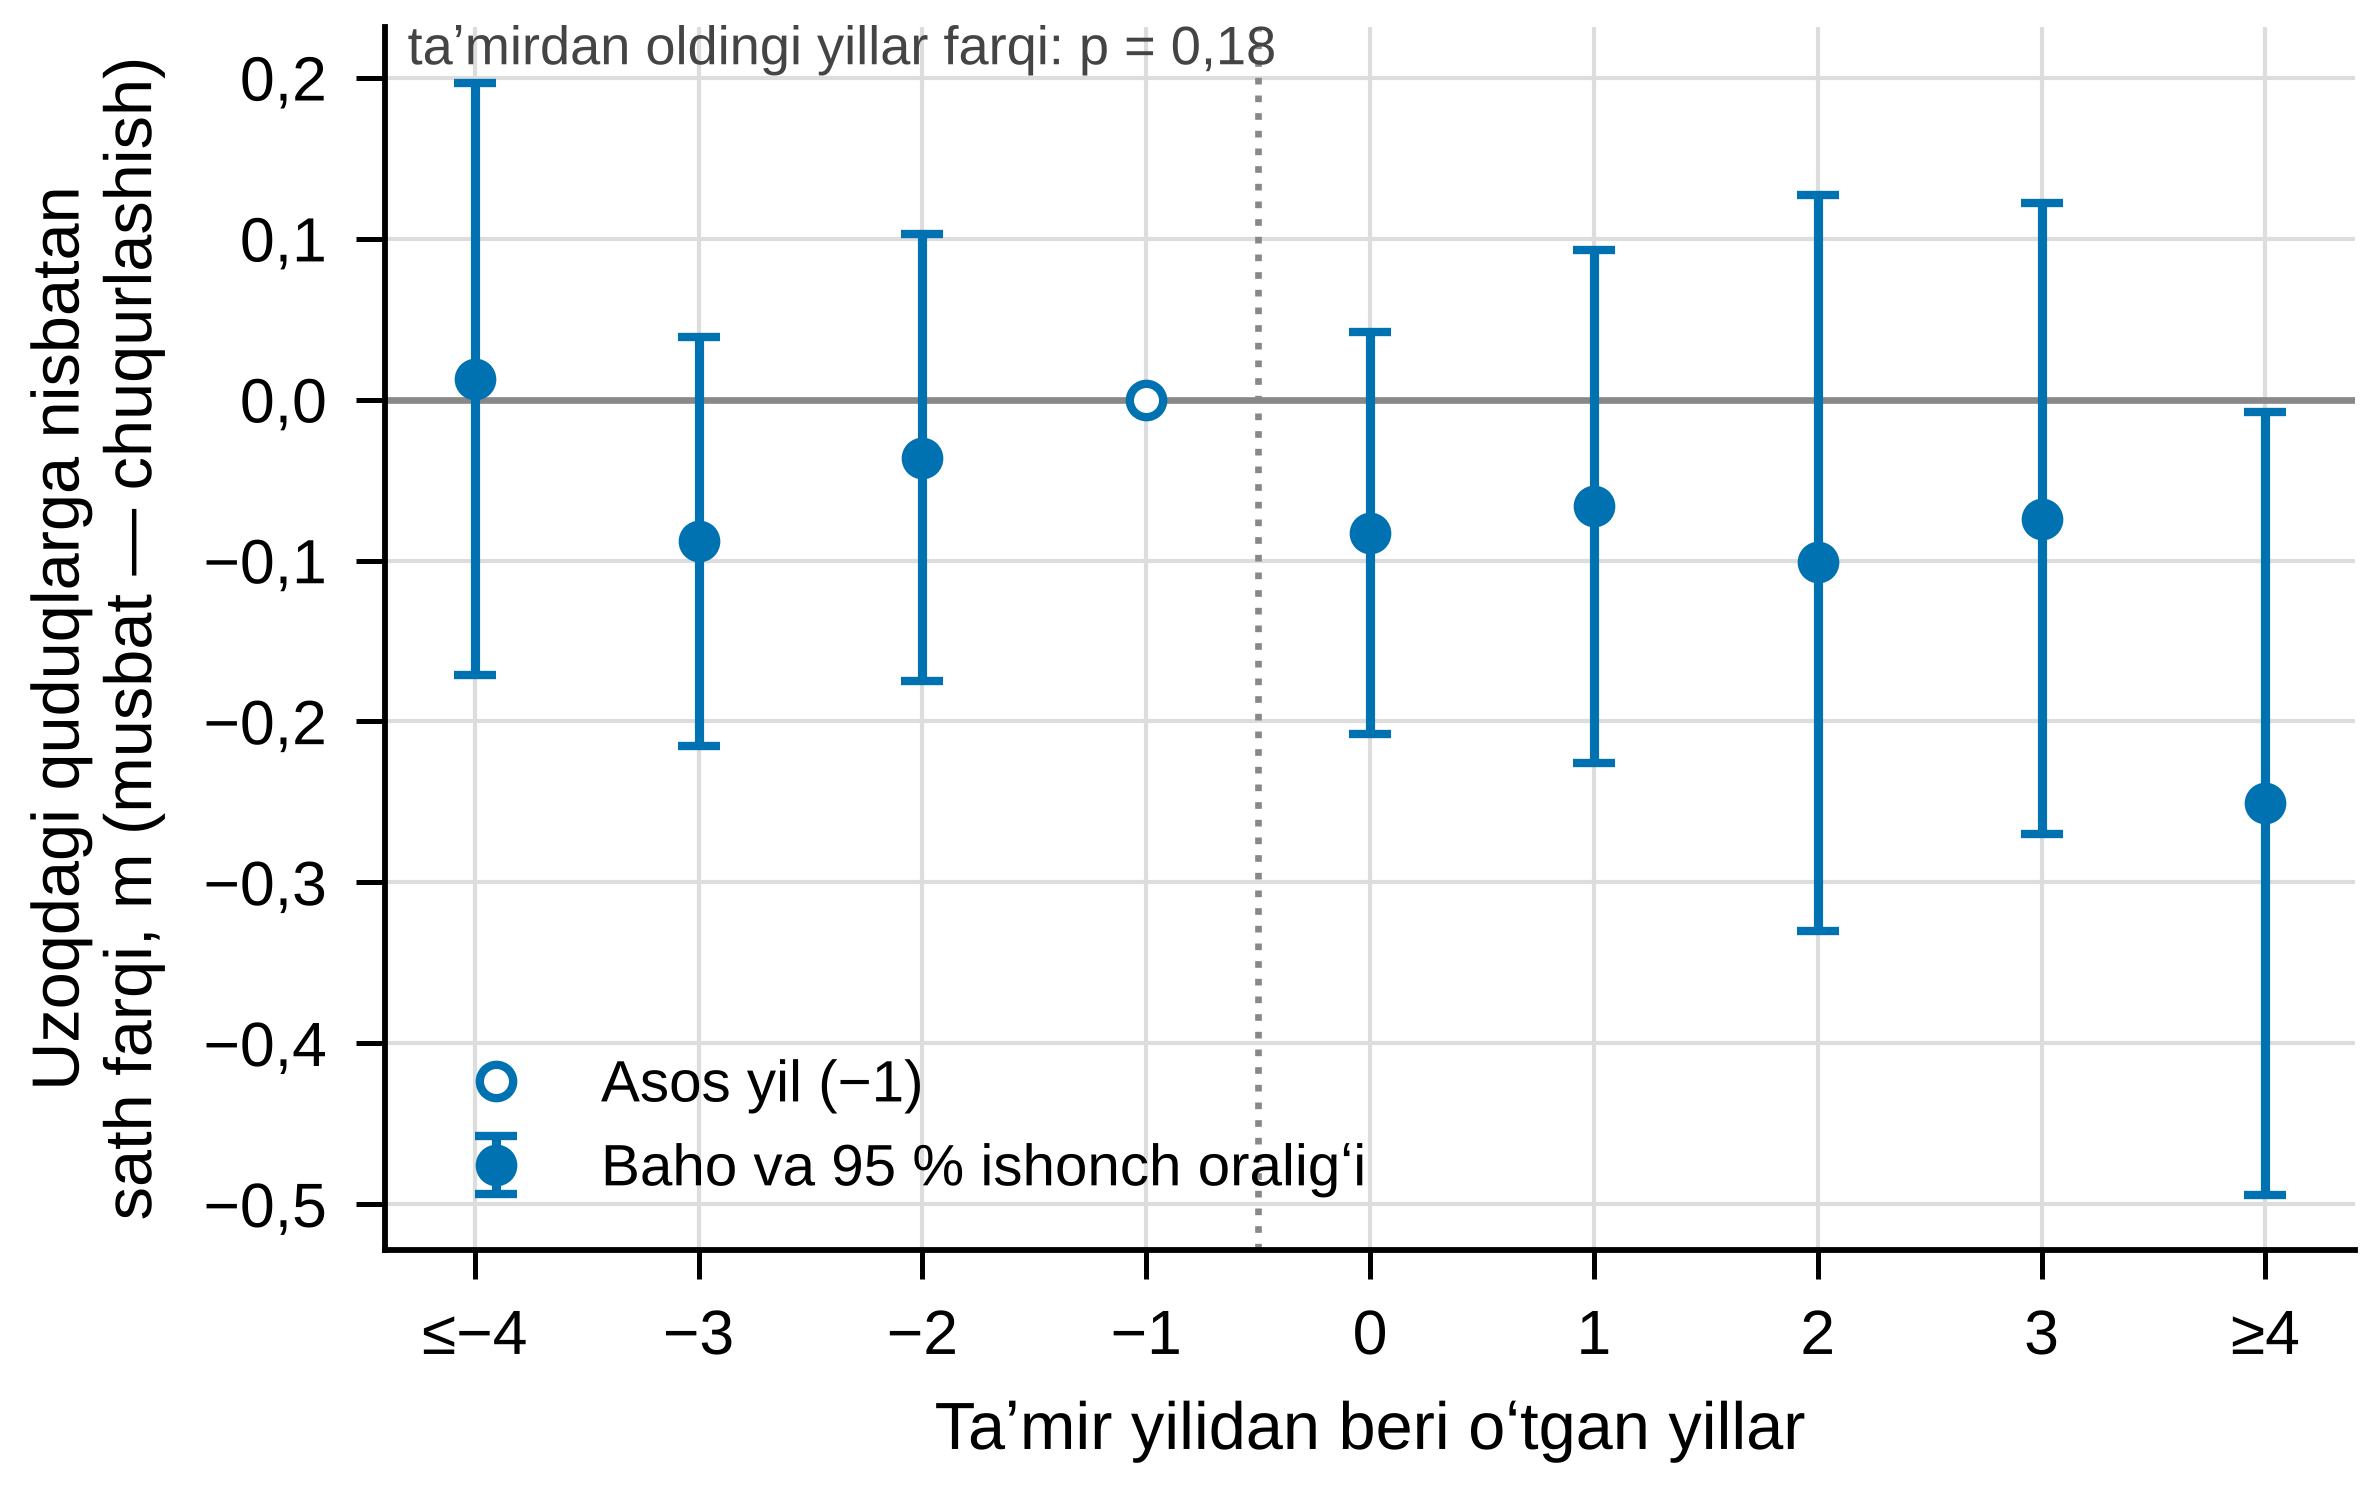 ta’mirdan oldingi yillar farqi: p = 0,18
Uzoqdagi quduqlarga nisbatan
sath farqi, m (musbat — chuqurlashish)
0,2
0,1
0,0
−0,1
−0,2
−0,3
−0,4
−0,5
Asos yil (−1)
Baho va 95 % ishonch oralig‘i
≤−4
−3
−2
−1
0
1
2
3
≥4
Ta’mir yilidan beri o‘tgan yillar